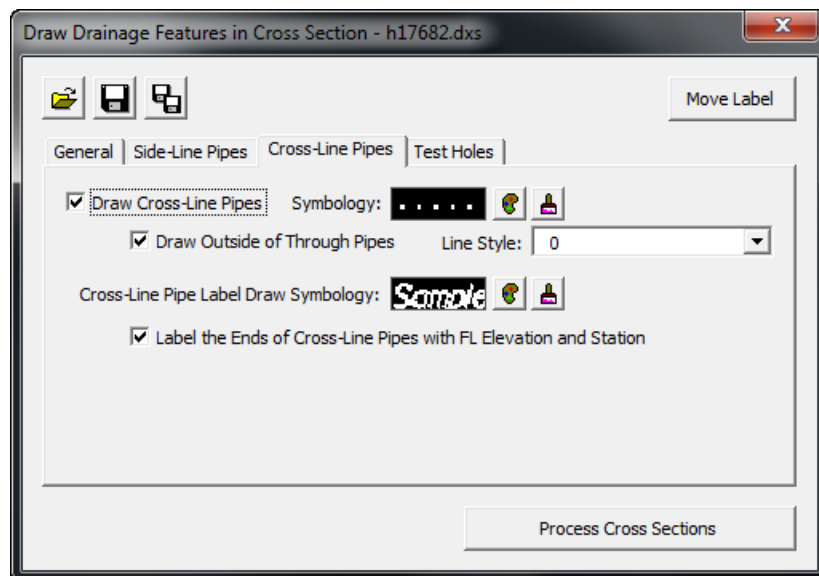 Draw Drainage Features in Cross Section - h17682.dxs
Move Label
General Side-Line Pipes Cross-Line Pipes Test Holes
Draw Cross-Line Pipes Symbology:
Draw Outside of Through Pipes Line Style: 0
Cross-Line Pipe Label Draw Symbology: Sample
Label the Ends of Cross-Line Pipes with FL Elevation and Station
Process Cross Sections